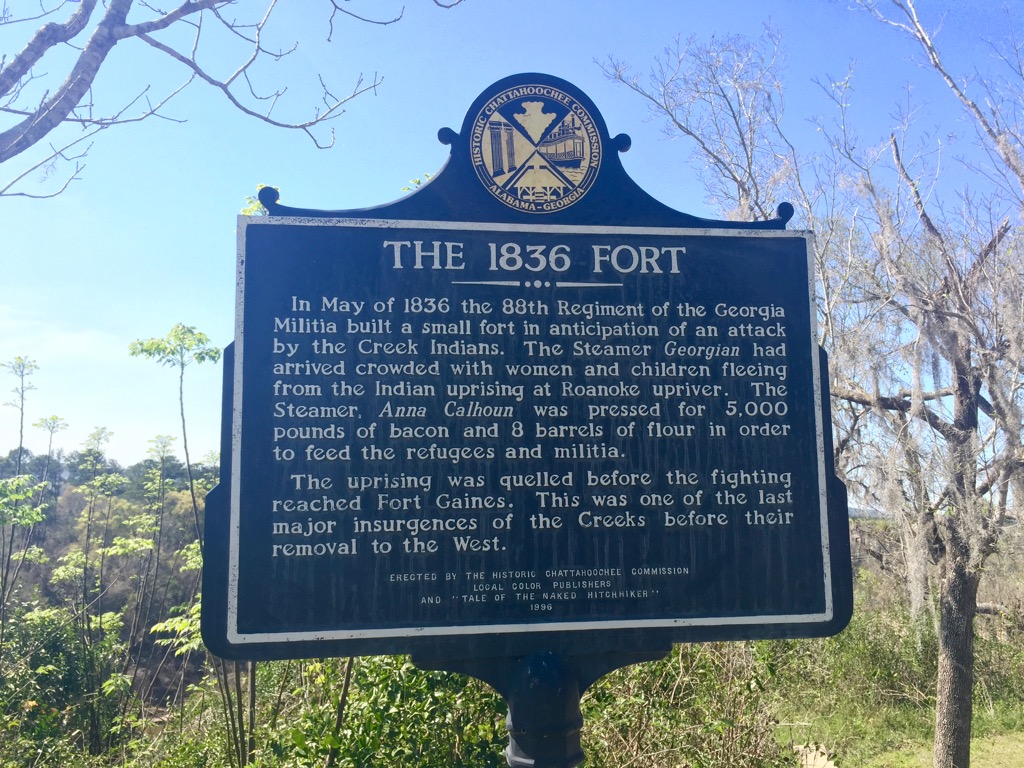 HISTORIC CHATTAHOOCHEE COMMISSION
ALABAMA-GEORGIA
THE 1836 FORT
In May of 1836 the 88th Regiment of the Georgia
Militia built a small fort in anticipation of an attack
by the Creek Indians. The Steamer Georgian had
arrived crowded with women and children fleeing
from the Indian uprising at Roanoke upriver. The
Steamer, Anna Calhoun was pressed for 5,000
pounds of bacon and 8 barrels of flour in order
to feed the refugees and militia.
The uprising was quelled before the fighting
reached Fort Gaines. This was one of the last
major insurgences of the Creeks before their
removal to the West.
ERECTED BY THE HISTORIC CHATTAHOOCHEE COMMISSION
LOCAL COLOR PUBLISHERS
AND "TALE OF THE NAKED HITCHHIKER"
1996